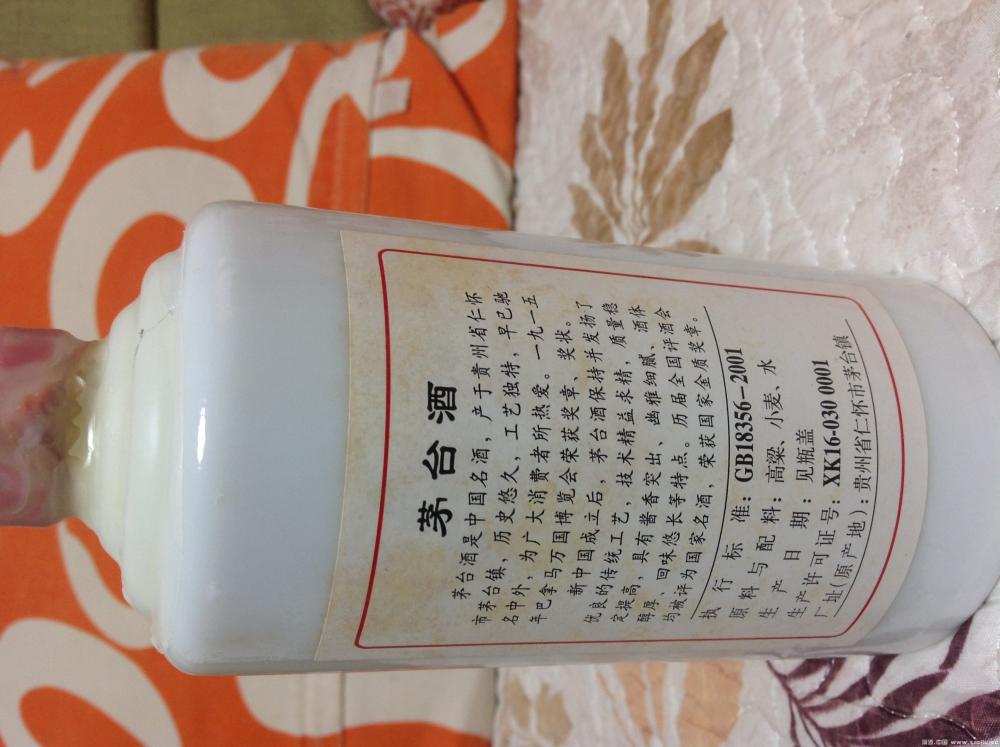 茅台酒
茅台酒是中国名酒，产于贵州省仁怀
市茅台镇，历史悠久，工艺独特，早已驰
名中外，为广大消费者所热爱。一九一五
年巴拿马万国博览会荣获奖章、奖状。
新中国成立后，茅台酒保持并发扬了
优良的传统工艺，技术精益求精，质量稳
定提高，具有酱香突出、幽雅细腻、酒体
醇厚、回味悠长等特点。历届全国评酒会
均被评为国家名酒，荣获国家金质奖章。
执行标准：GB18356-2001
原料与配料：高粱、小麦、水
生产日期：见瓶盖
生产许可证号：XK16-030 0001
厂址(原产地)：贵州省仁怀市茅台镇